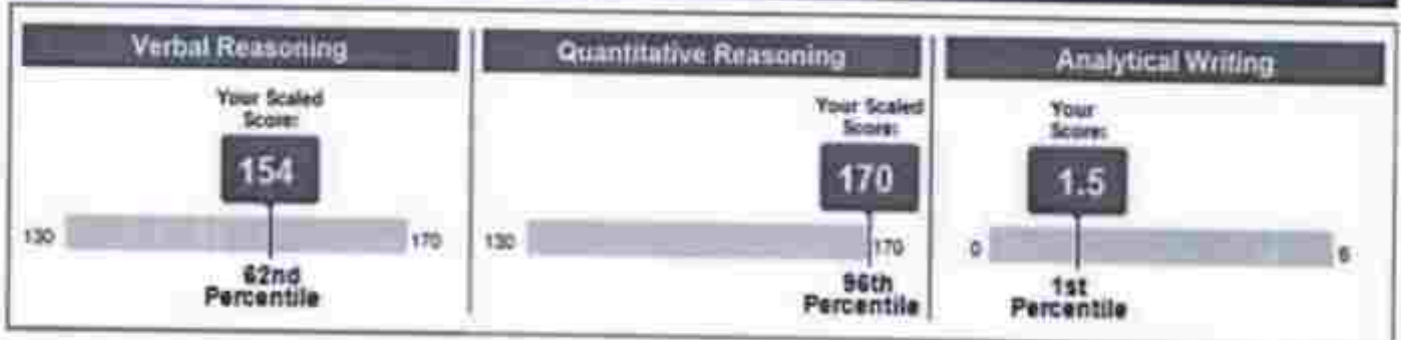 Verbal Reasoning
Your Scaled
Score:
154
130
170
62nd
Percentile
Quantitative Reasoning
Your Scaled
Score:
170
130
170
96th
Percentile
Analytical Writing
Your
Score:
1.5
0
6
1st
Percentile